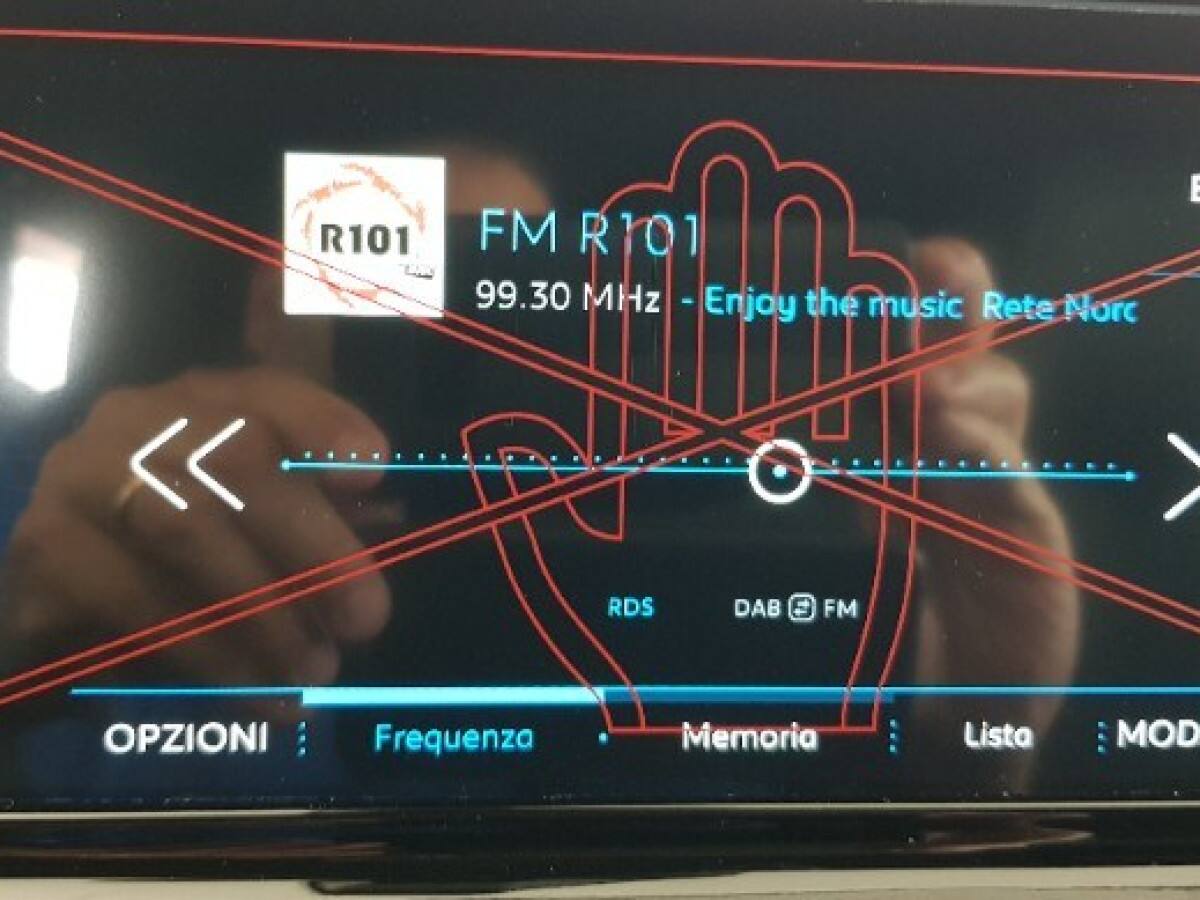 R101
FM R101
99.30 MHz - Enjoy the music Rete Norc
RDS DAB FM
OPZIONI Frequenza Memoria Lista MOD